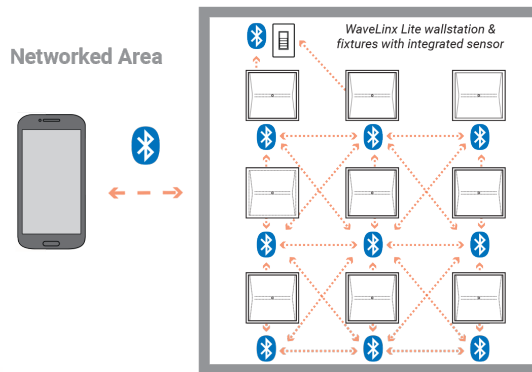 WaveLinx Lite wallstation &
fixtures with integrated sensor
Networked Area